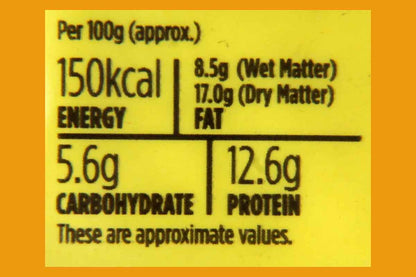 Per 100g (approx.)
150kcal
ENERGY
8.5g (Wet Matter)
17.0g (Dry Matter)
FAT
5.6g
CARBOHYDRATE
12.6g
PROTEIN
These are approximate values.